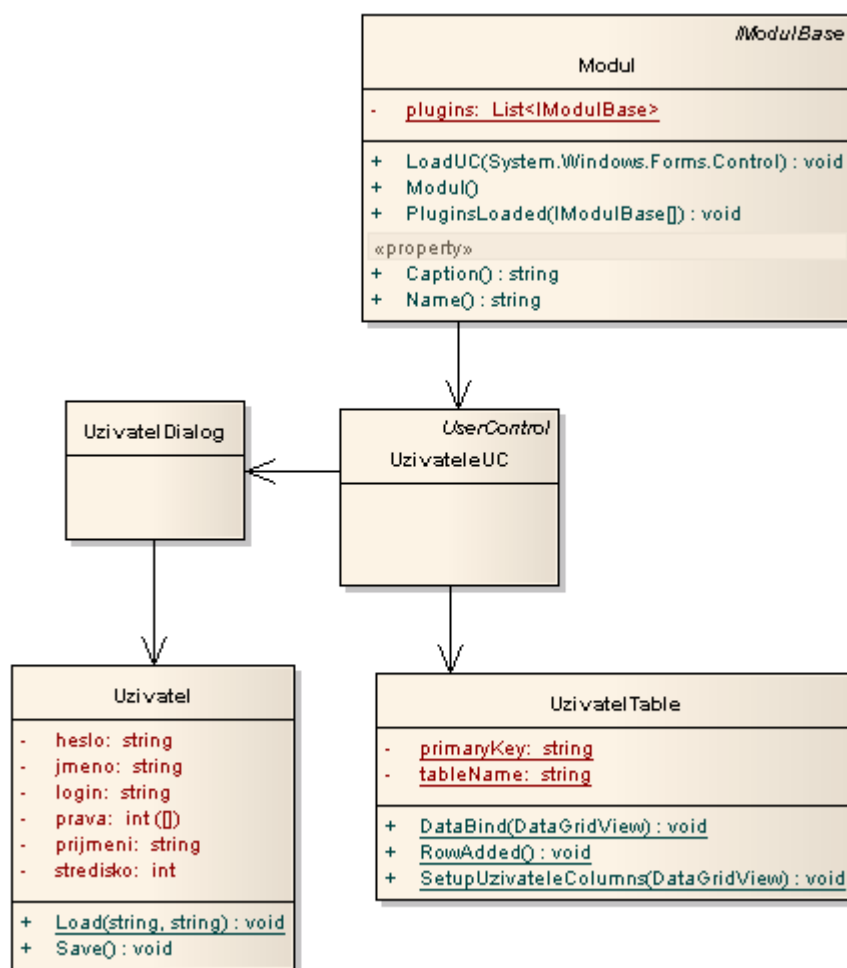 IModulBase
Modul
- plugins: List<IModulBase>
+ LoadUC(System.Windows.Forms.Control) : void
+ Modul()
+ PluginsLoaded(IModulBase[]) : void
«property»
+ Caption() : string
+ Name() : string
UzivatelDialog
UserControl
UzivateleUC
Uzivatel
- heslo: string
- jmeno: string
- login: string
- prava: int ([])
- prijmeni: string
- stredisko: int
+ Load(string, string) : void
+ Save() : void
UzivatelTable
- primaryKey: string
- tableName: string
+ DataBind(DataGridView) : void
+ RowAdded() : void
+ SetupUzivateleColumns(DataGridView) : void